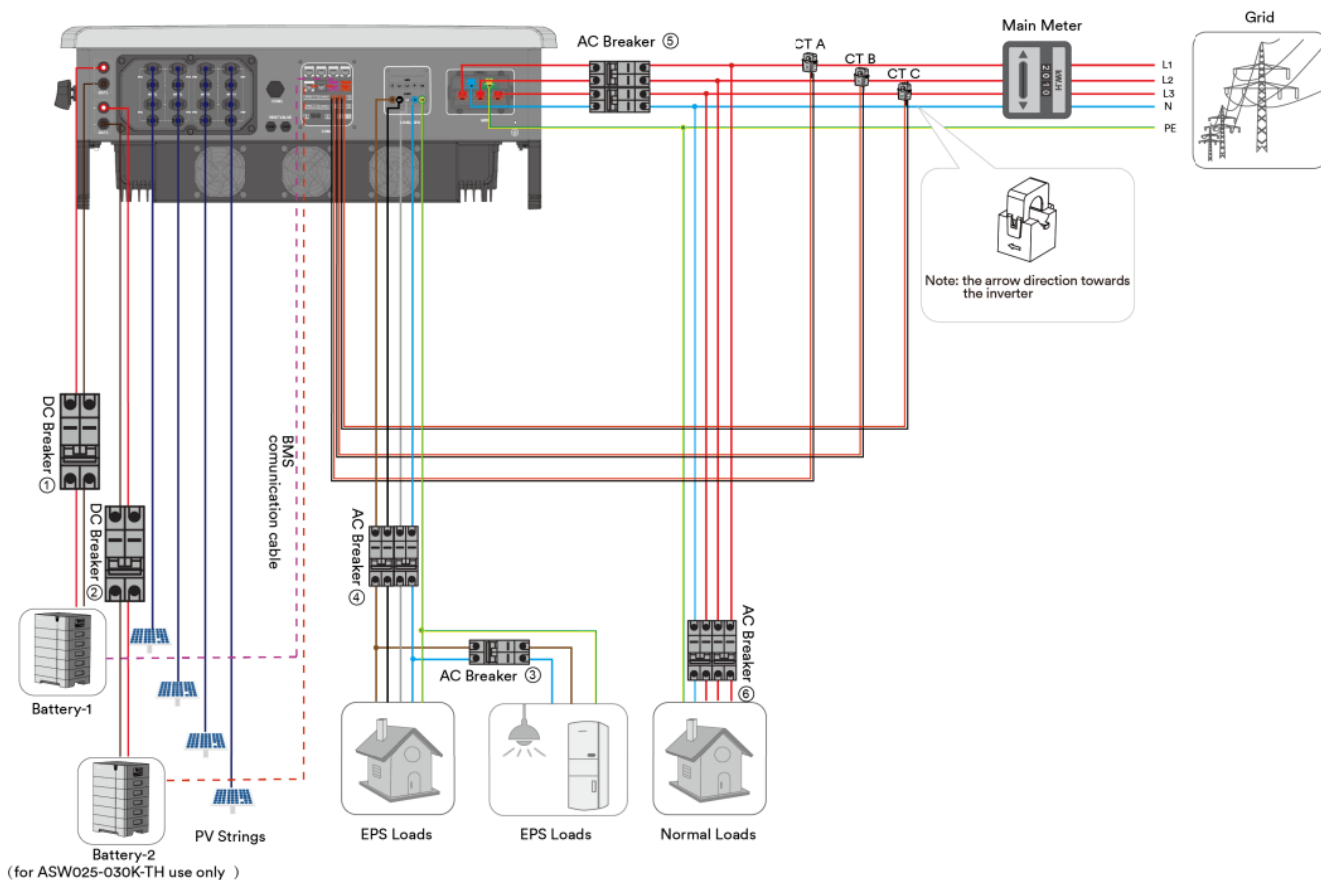 Grid
Main Meter
AC Breaker ⑤
CT A
CT B
CT C
L1
L2
L3
N
PE
kW.H
2010
Note: the arrow direction towards
the inverter
DC Breaker ①
DC Breaker ②
BMS
comunication cable
AC Breaker ④
AC Breaker ③
AC Breaker ⑥
Battery-1
PV Strings
EPS Loads
EPS Loads
Normal Loads
Battery-2
(for ASW025-030K-TH use only )